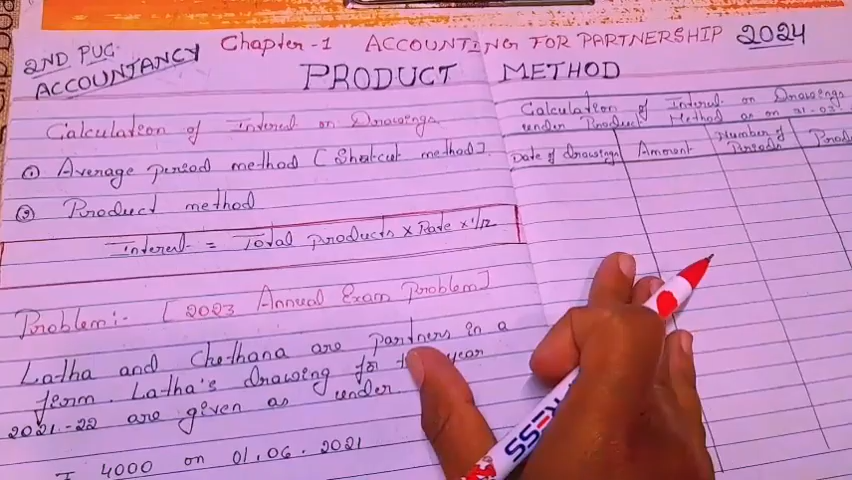 2ND PUC
ACCOUNTANCY
Chapter-1 ACCOUNTING FOR PARTNERSHIP 2024
PRODUCT METHOD
Calculation of Interest on Drawings
① Average period method [Shortcut method].
② Product method
Interest = Total products × Rate × 1/12
Problem:- [2023 Annual Exam Problem]
Latha and Chethana are partners in a
firm. Latha's drawing for year
2021-22 are given as under
4000 on 01.06.2021
Calculation of Interest on Drawings
under Product Method as on 31-03
Date of drawings Amount Number of Periods
RESS